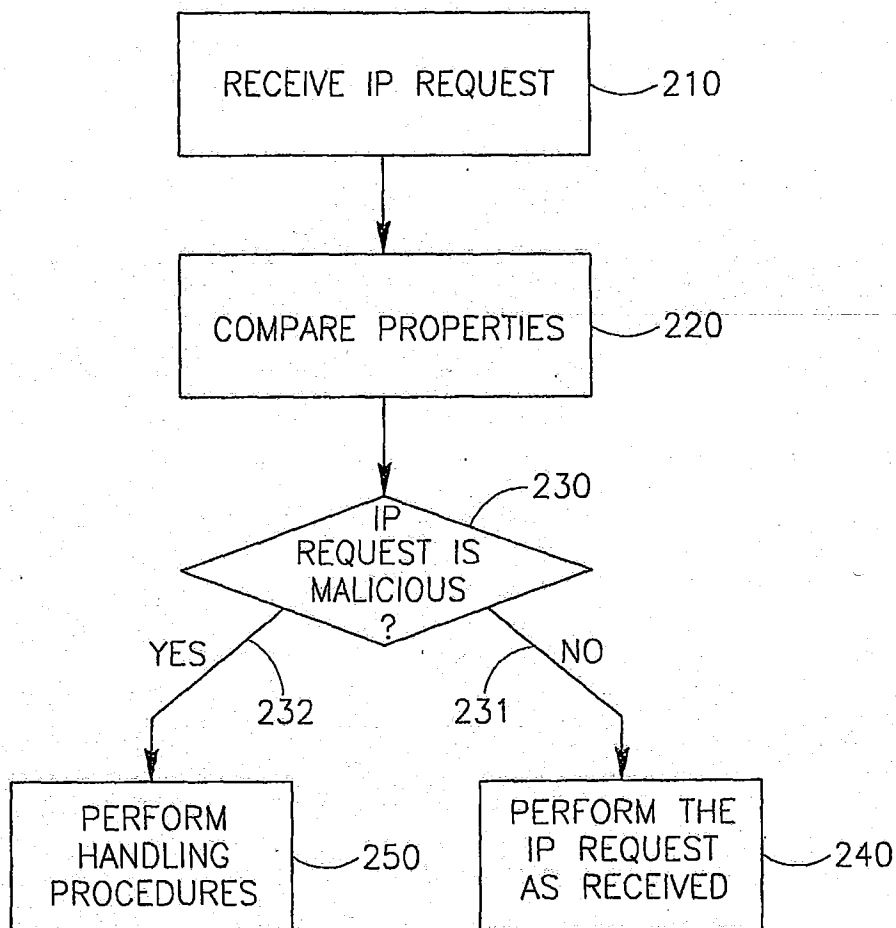 RECEIVE IP REQUEST
210
COMPARE PROPERTIES
220
230
IP
REQUEST IS
MALICIOUS
?
YES
NO
232
231
PERFORM
HANDLING
PROCEDURES
250
PERFORM THE
IP REQUEST
AS RECEIVED
240